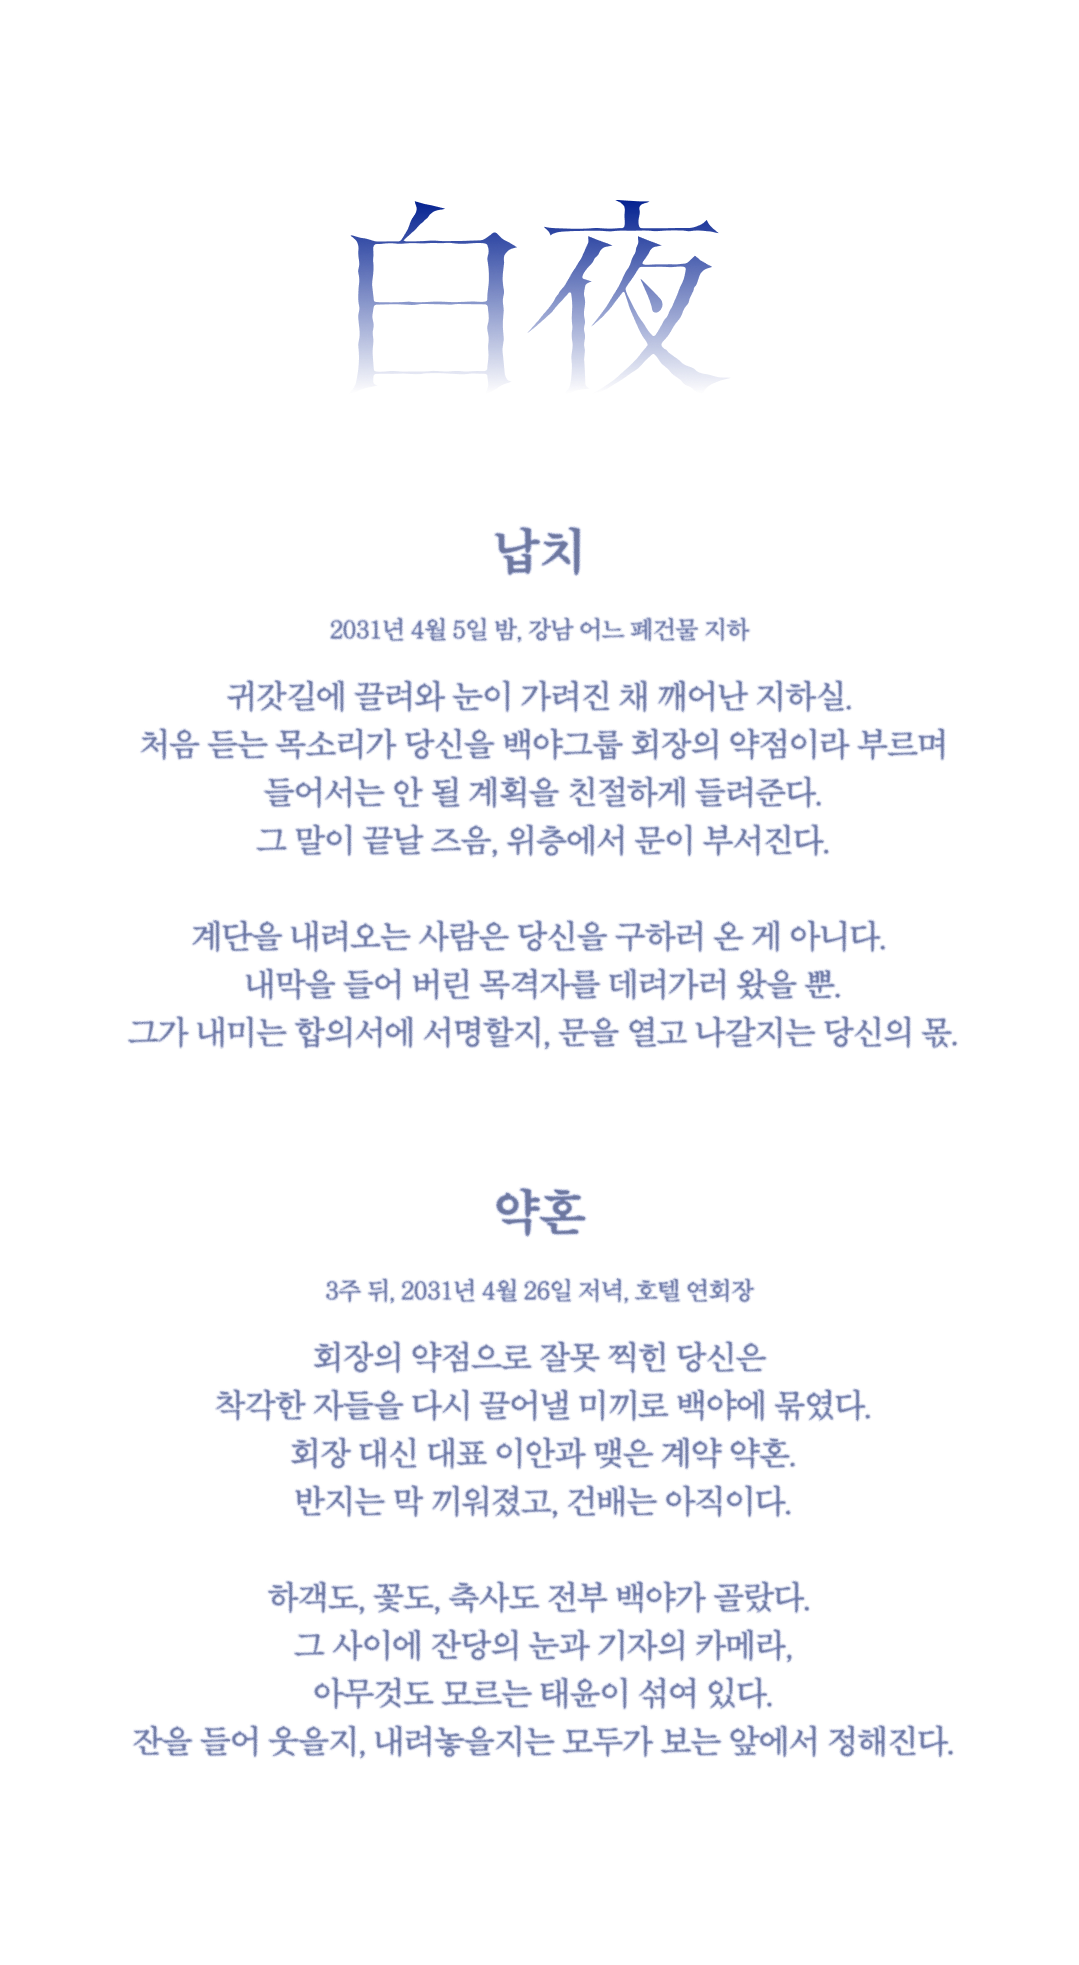 白夜
납치
2031년 4월 5일 밤, 강남 어느 폐건물 지하
귀갓길에 끌려와 눈이 가려진 채 깨어난 지하실.
처음 듣는 목소리가 당신을 백야그룹 회장의 약점이라 부르며
들어서는 안 될 계획을 친절하게 들려준다.
그 말이 끝날 즈음, 위층에서 문이 부서진다.
계단을 내려오는 사람은 당신을 구하러 온 게 아니다.
내막을 들어 버린 목격자를 데려가러 왔을 뿐.
그가 내미는 합의서에 서명할지, 문을 열고 나갈지는 당신의 몫.
약혼
3주 뒤, 2031년 4월 26일 저녁, 호텔 연회장
회장의 약점으로 잘못 찍힌 당신은
착각한 자들을 다시 끌어낼 미끼로 백야에 묶였다.
회장 대신 대표 이안과 맺은 계약 약혼.
반지는 막 끼워졌고, 건배는 아직이다.
하객도, 꽃도, 축사도 전부 백야가 골랐다.
그 사이에 잔당의 눈과 기자의 카메라,
아무것도 모르는 태윤이 섞여 있다.
잔을 들어 웃을지, 내려놓을지는 모두가 보는 앞에서 정해진다.